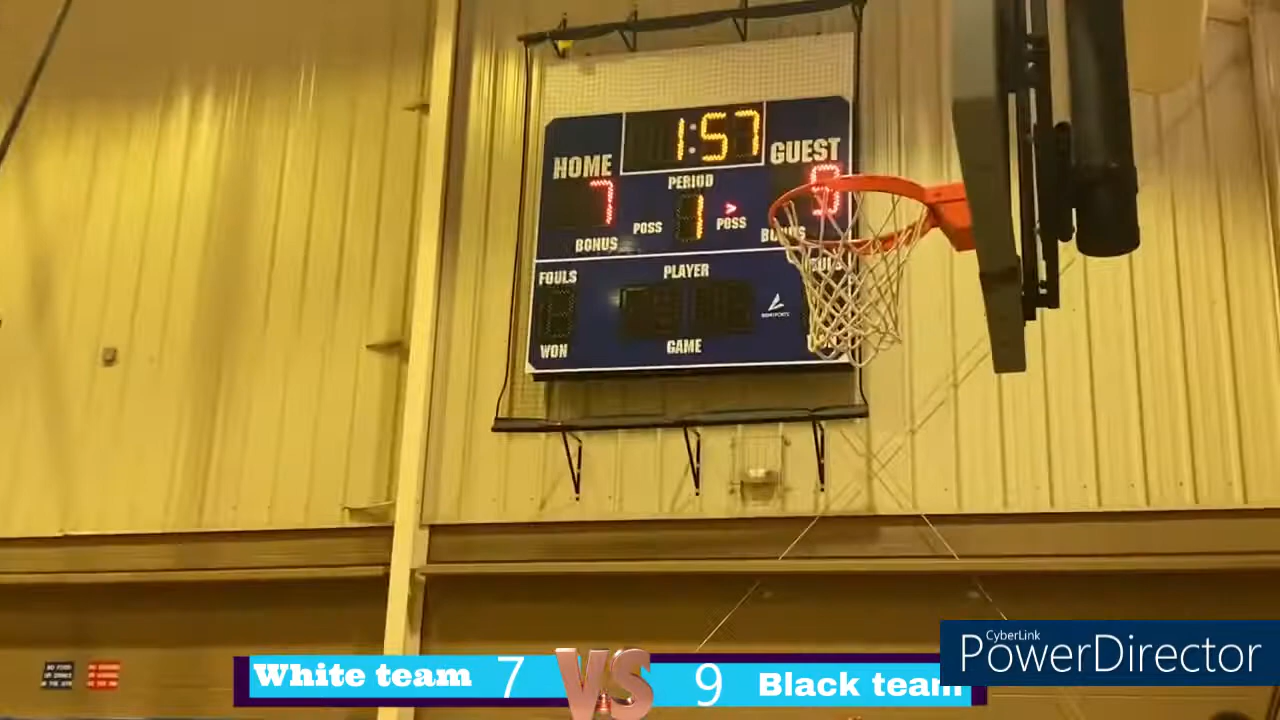 1:57
HOME
GUEST
7
PERIOD
9
POSS
1
>
POSS
BONUS
BONUS
FOULS
PLAYER
WON
GAME
White team 7 VS 9 Black team
CyberLink
PowerDirector